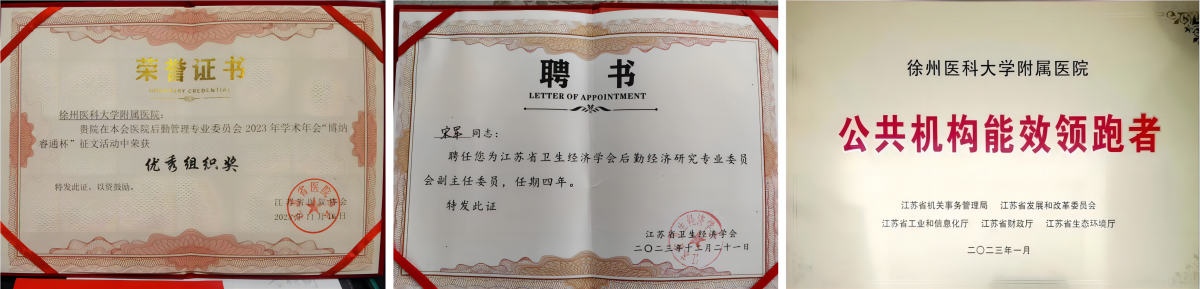 荣誉证书
HONORARY CREDENTIAL
徐州医科大学附属医院：
贵院在本会医院后勤管理专业委员会2023年学术年会“博纳
睿通杯”征文活动中荣获
优秀组织奖
特发此证，以资鼓励。
江苏省医院协会
聘书
LETTER OF APPOINTMENT
宋军 同志：
聘任您为江苏省卫生经济学会后勤经济研究专业委员
会副主任委员，任期四年。
特发此证
江苏省卫生经济学会
二〇二三年十二月二十一日
徐州医科大学附属医院
公共机构能效领跑者
江苏省机关事务管理局 江苏省发展和改革委员会
江苏省工业和信息化厅 江苏省财政厅 江苏省生态环境厅
二〇二三年一月